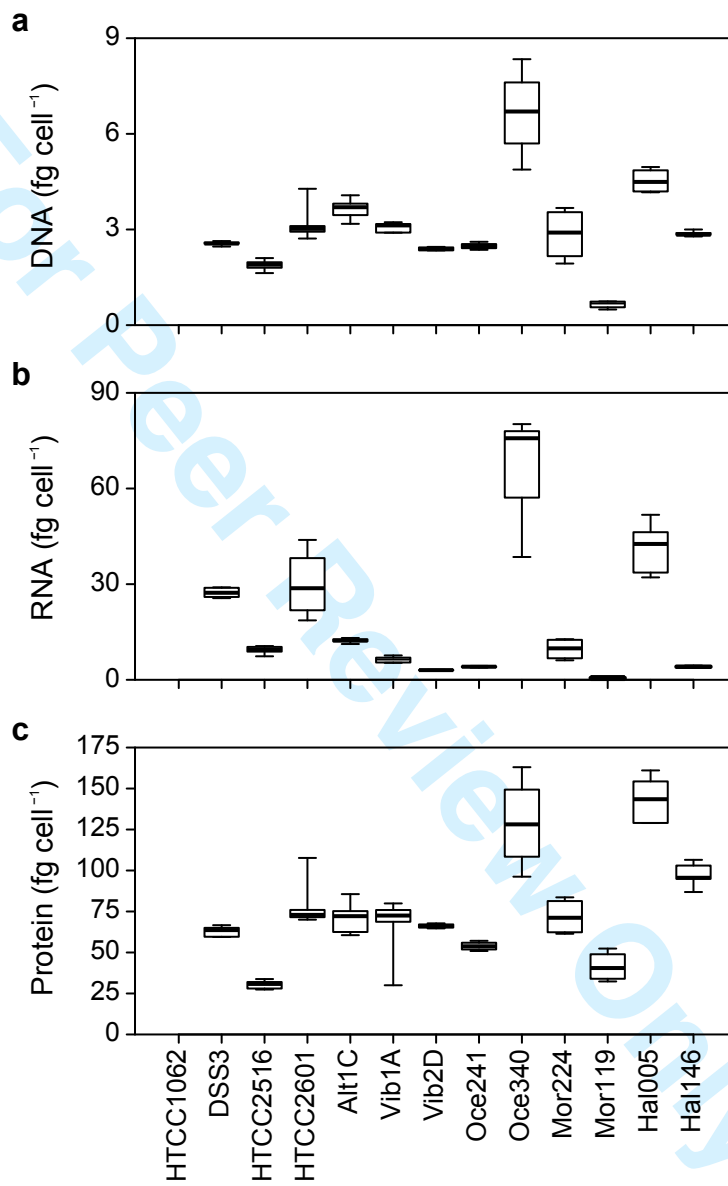 a
DNA (fg cell⁻¹)
9
6
3
0
b
RNA (fg cell⁻¹)
90
60
30
0
c
Protein (fg cell⁻¹)
175
150
125
100
75
50
25
0
HTCC1062
DSS3
HTCC2516
HTCC2601
Alt1C
Vib1A
Vib2D
Oce241
Oce340
Mor224
Mor119
Hal005
Hal146
For Peer Review Only